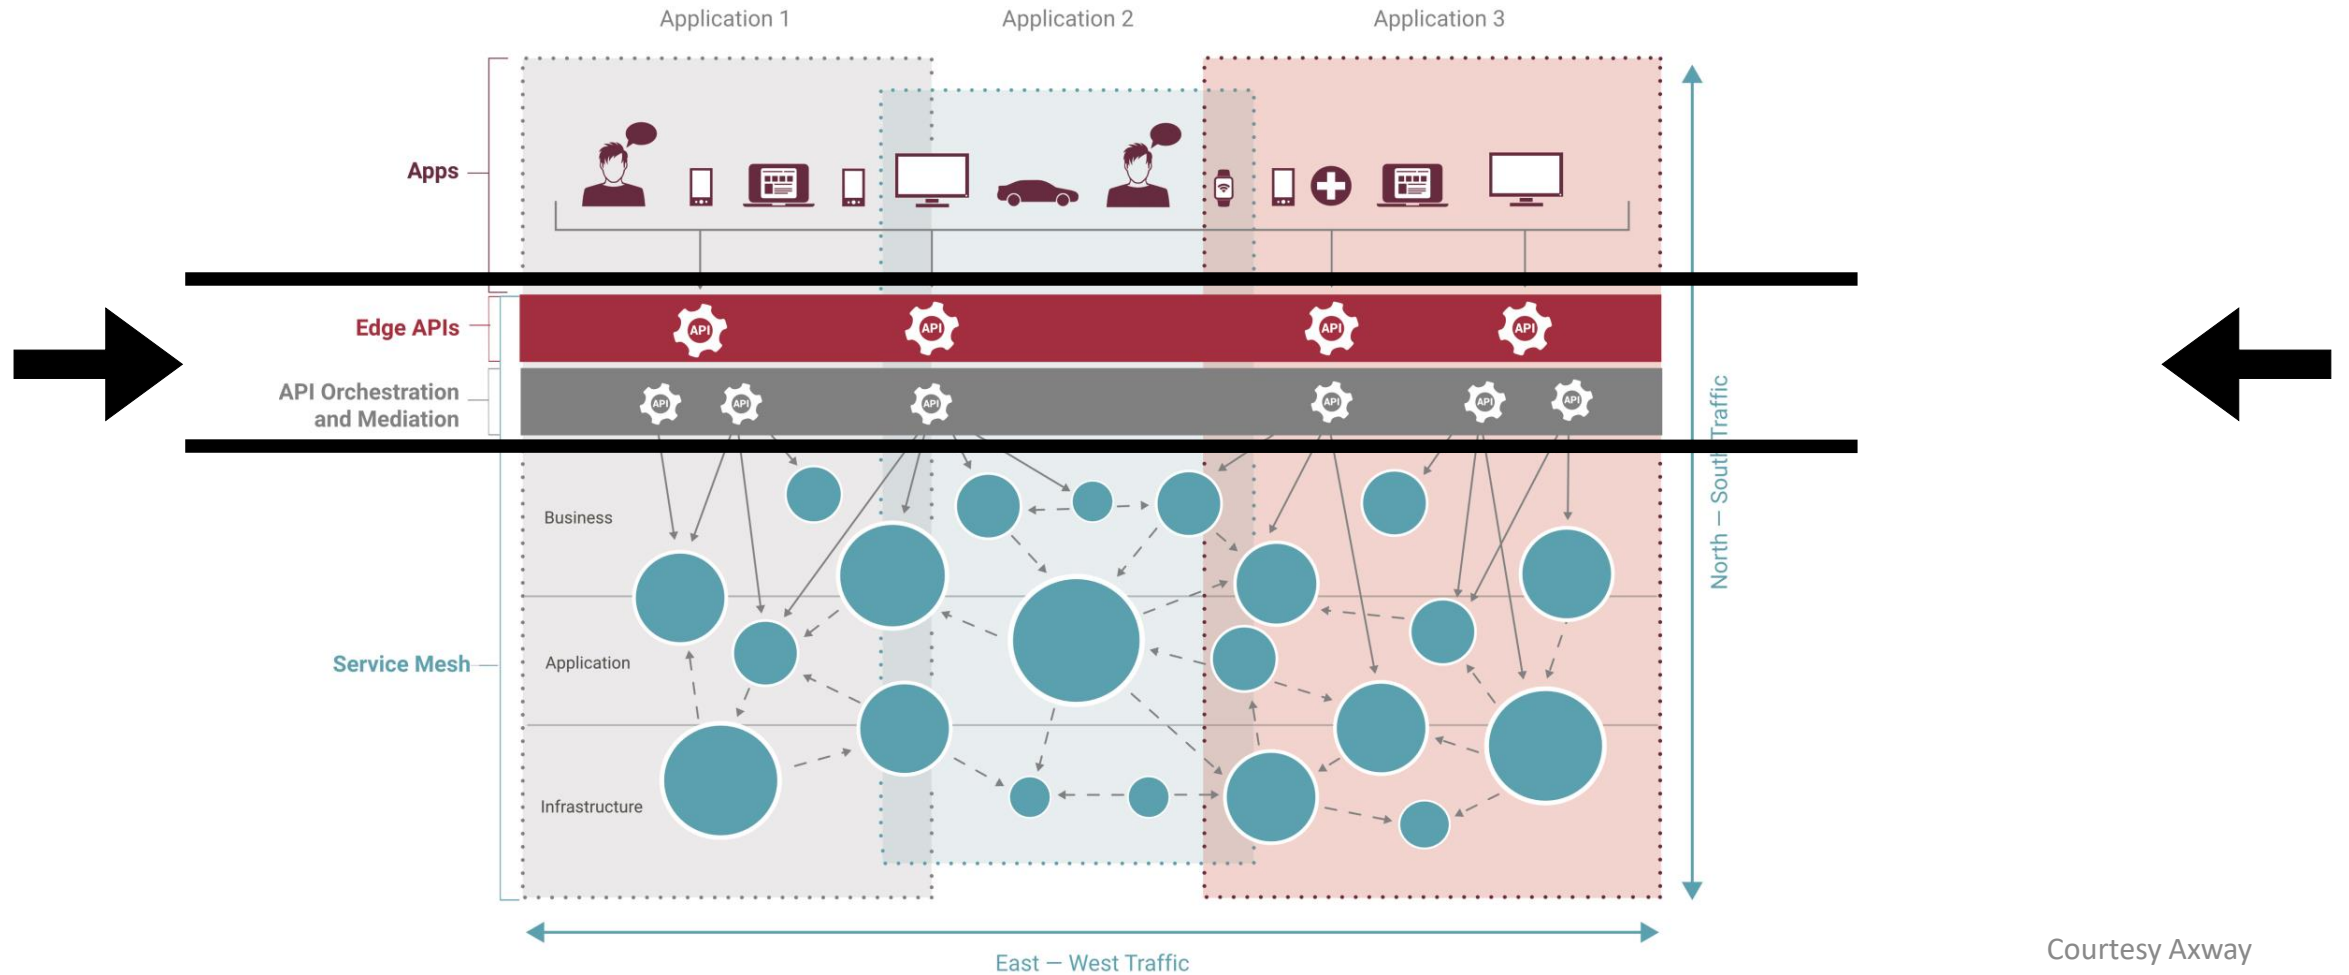 Application 1
Application 2
Application 3
Apps
Edge APIs
API
API
API
API
API Orchestration
and Mediation
API
API
API
API
API
API
North — South Traffic
Business
Service Mesh
Application
Infrastructure
East — West Traffic
Courtesy Axway